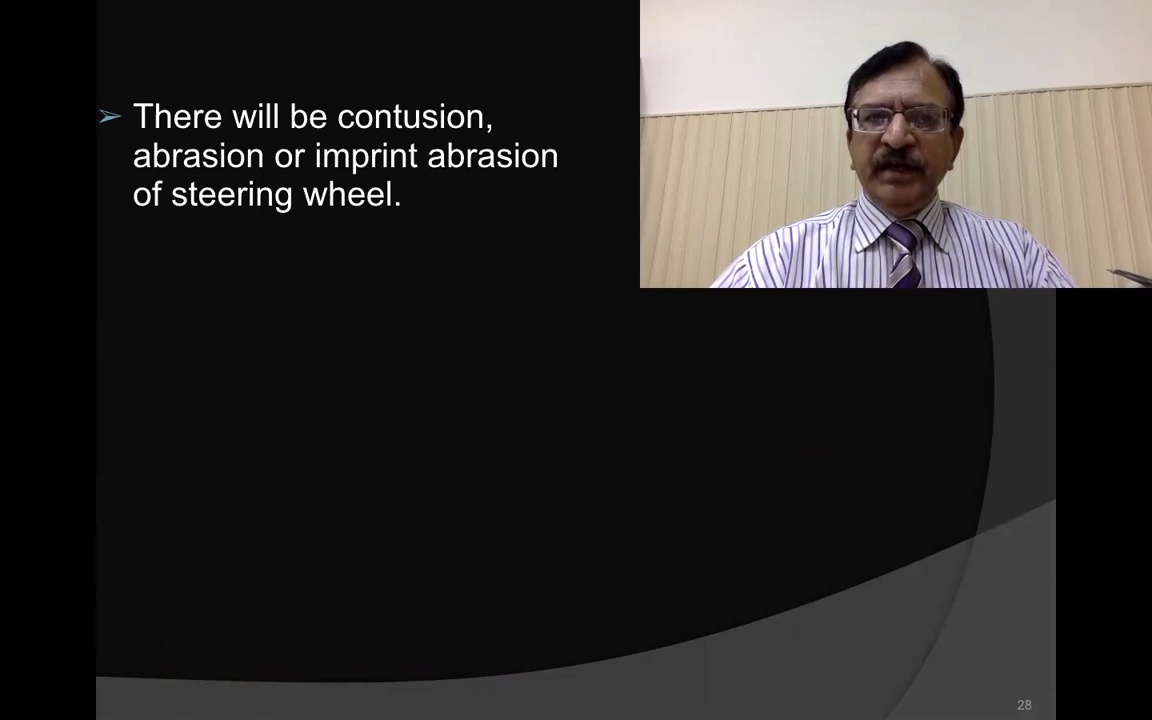 There will be contusion,
abrasion or imprint abrasion
of steering wheel.
28